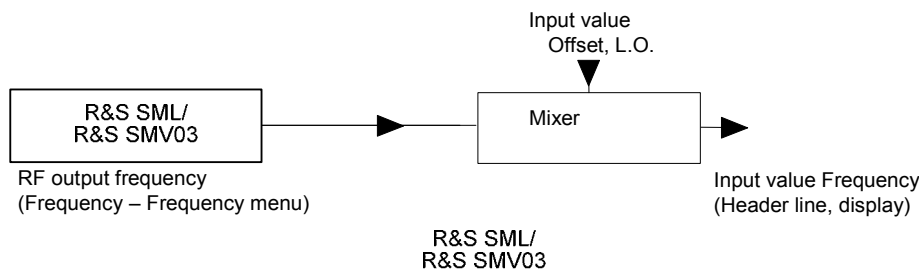 Input value
Offset, L.O.
R&S SML/
R&S SMV03
Mixer
RF output frequency
(Frequency – Frequency menu)
Input value Frequency
(Header line, display)
R&S SML/
R&S SMV03